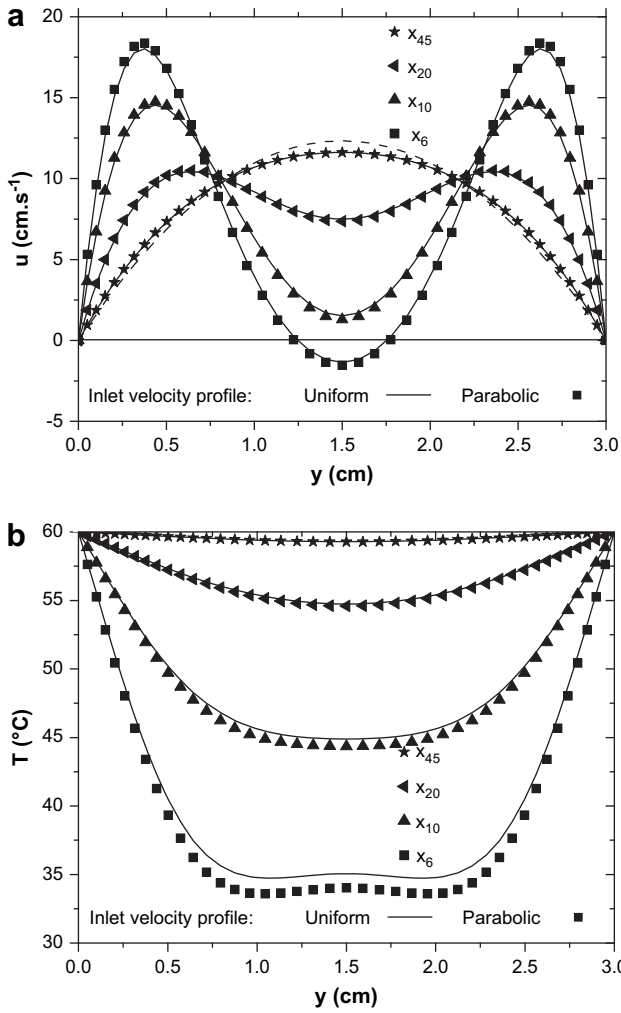 a
20
15
10
5
0
-5
u (cm.s-1)
x45
x20
x10
x6
Inlet velocity profile: Uniform Parabolic
0.0 0.5 1.0 1.5 2.0 2.5 3.0
y (cm)
b
60
55
50
45
40
35
30
T (°C)
x45
x20
x10
x6
Inlet velocity profile: Uniform Parabolic
0.0 0.5 1.0 1.5 2.0 2.5 3.0
y (cm)